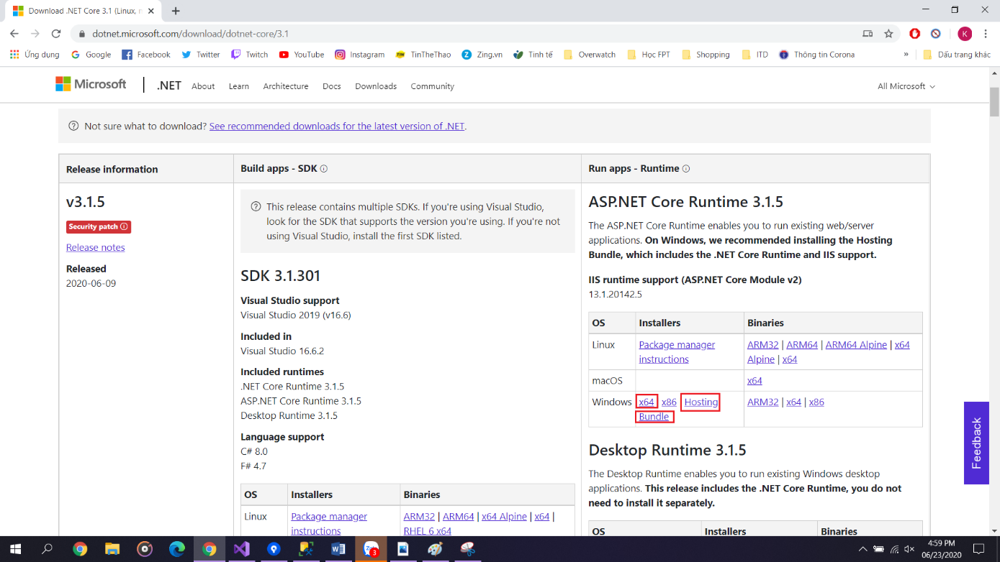 Download .NET Core 3.1 (Linux, n
dotnet.microsoft.com/download/dotnet-core/3.1
K
Ứng dụng
Google
Facebook
Twitter
Twitch
YouTube
Instagram
TinTheThao
Zing.vn
Tinh tế
Overwatch
Học FPT
Shopping
ITD
Thông tin Corona
»
Dấu trang khác
Microsoft
.NET
About
Learn
Architecture
Docs
Downloads
Community
All Microsoft
Not sure what to download? See recommended downloads for the latest version of .NET.
Release information
v3.1.5
Security patch
Release notes
Released
2020-06-09
Build apps - SDK
This release contains multiple SDKs. If you're using Visual Studio,
look for the SDK that supports the version you're using. If you're not
using Visual Studio, install the first SDK listed.
SDK 3.1.301
Visual Studio support
Visual Studio 2019 (v16.6)
Included in
Visual Studio 16.6.2
Included runtimes
.NET Core Runtime 3.1.5
ASP.NET Core Runtime 3.1.5
Desktop Runtime 3.1.5
Language support
C# 8.0
F# 4.7
OS Installers Binaries
Linux Package manager ARM32 | ARM64 | x64 Alpine | x64 |
instructions RHEL 6 x64
Run apps - Runtime
ASP.NET Core Runtime 3.1.5
The ASP.NET Core Runtime enables you to run existing web/server
applications. On Windows, we recommended installing the Hosting
Bundle, which includes the .NET Core Runtime and IIS support.
IIS runtime support (ASP.NET Core Module v2)
13.1.20142.5
OS Installers Binaries
Linux Package manager ARM32 | ARM64 | ARM64 Alpine | x64
instructions Alpine | x64
macOS x64
Windows x64 x86 Hosting ARM32 | x64 | x86
Bundle
Desktop Runtime 3.1.5
The Desktop Runtime enables you to run existing Windows desktop
applications. This release includes the .NET Core Runtime, you do not
need to install it separately.
OS Installers Binaries
Feedback
3
4:59 PM
06/23/2020